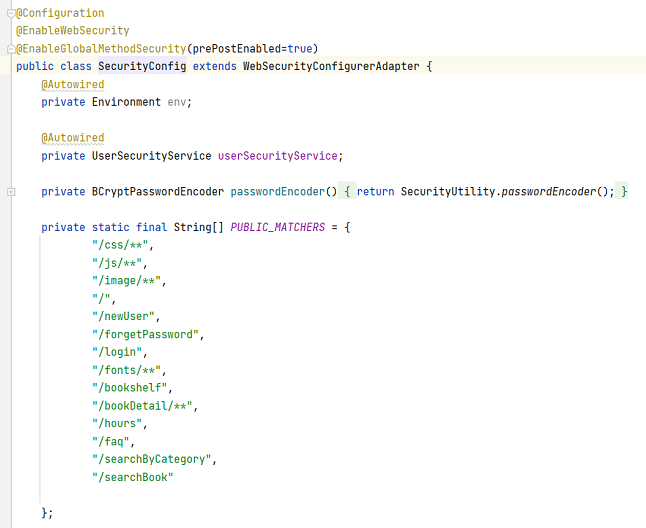 @Configuration
@EnableWebSecurity
@EnableGlobalMethodSecurity(prePostEnabled=true)
public class SecurityConfig extends WebSecurityConfigurerAdapter {
@Autowired
private Environment env;
@Autowired
private UserSecurityService userSecurityService;
private BCryptPasswordEncoder passwordEncoder() { return SecurityUtility.passwordEncoder(); }
private static final String[] PUBLIC_MATCHERS = {
"/css/**",
"/js/**",
"/image/**",
"/",
"/newUser",
"/forgetPassword",
"/login",
"/fonts/**",
"/bookshelf",
"/bookDetail/**",
"/hours",
"/faq",
"/searchByCategory",
"/searchBook"
};